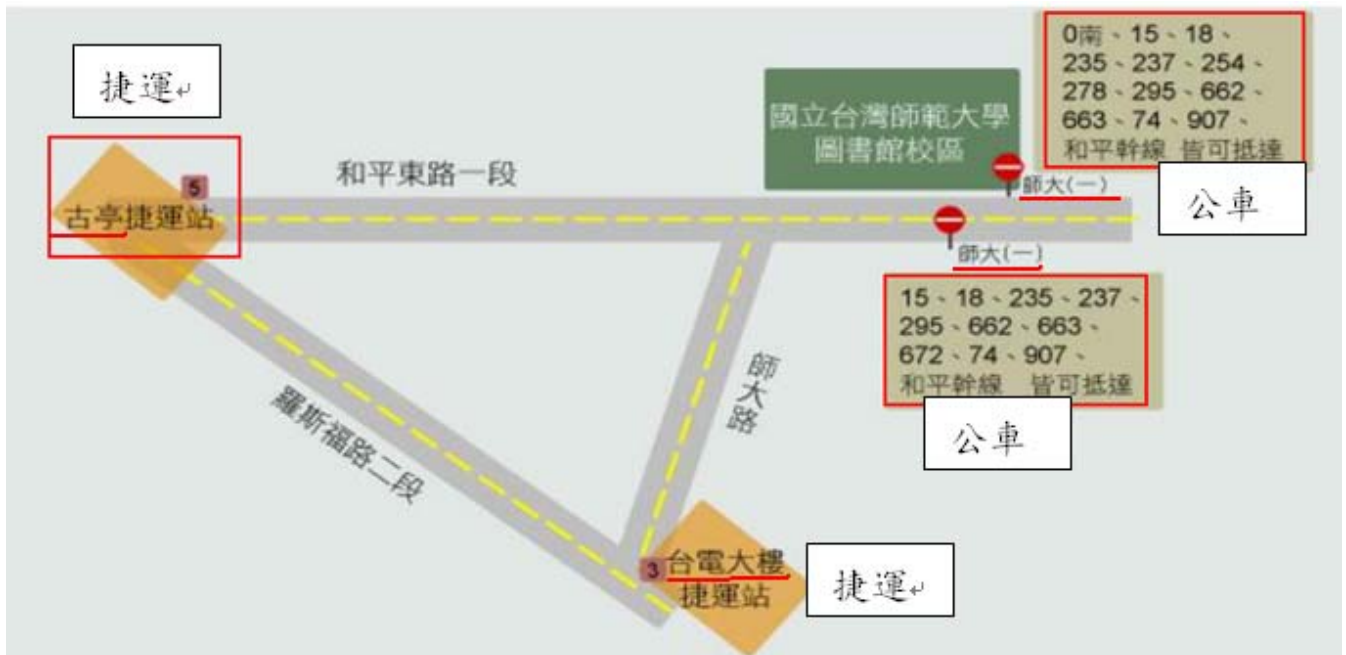 捷運
5
古亭捷運站
和平東路一段
國立台灣師範大學
圖書館校區
0南、15、18、
235、237、254、
278、295、662、
663、74、907、
和平幹線 皆可抵達
師大(一)
公車
師大(一)
15、18、235、237、
295、662、663、
672、74、907、
和平幹線 皆可抵達
公車
師大路
羅斯福路二段
3
台電大樓
捷運站
捷運